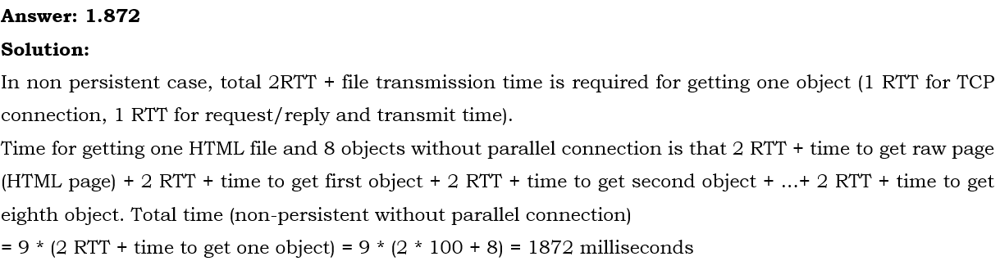 Answer: 1.872
Solution:
In non persistent case, total 2RTT + file transmission time is required for getting one object (1 RTT for TCP
connection, 1 RTT for request/reply and transmit time).
Time for getting one HTML file and 8 objects without parallel connection is that 2 RTT + time to get raw page
(HTML page) + 2 RTT + time to get first object + 2 RTT + time to get second object + ...+ 2 RTT + time to get
eighth object. Total time (non-persistent without parallel connection)
= 9 * (2 RTT + time to get one object) = 9 * (2 * 100 + 8) = 1872 milliseconds